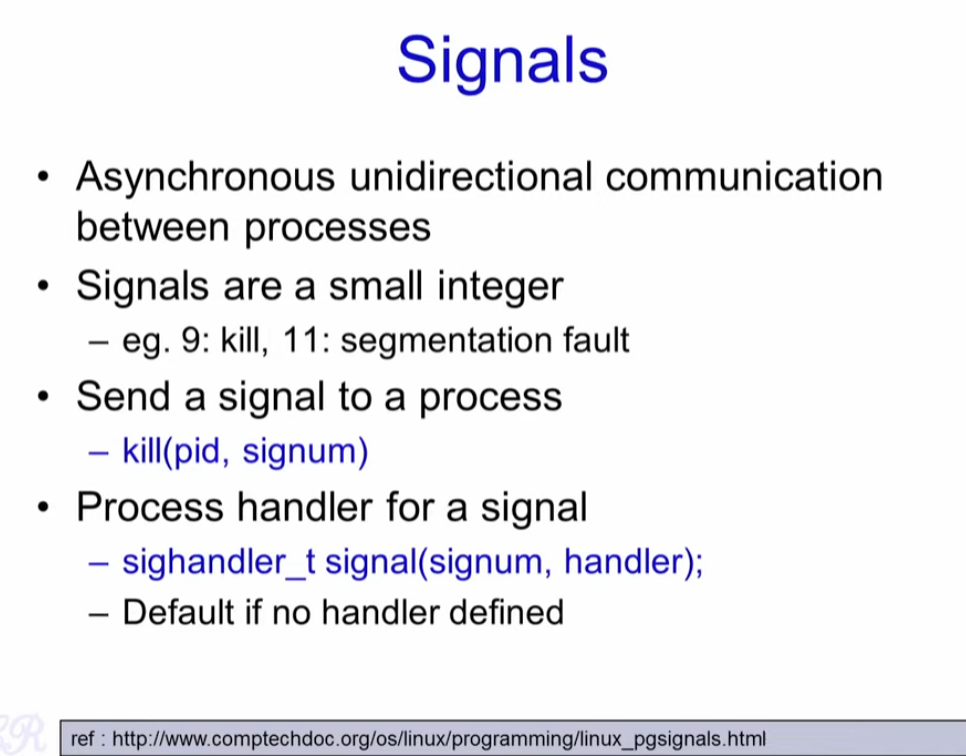 Signals
• Asynchronous unidirectional communication
between processes
• Signals are a small integer
– eg. 9: kill, 11: segmentation fault
• Send a signal to a process
– kill(pid, signum)
• Process handler for a signal
– sighandler_t signal(signum, handler);
– Default if no handler defined
ref : http://www.comptechdoc.org/os/linux/programming/linux_pgsignals.html